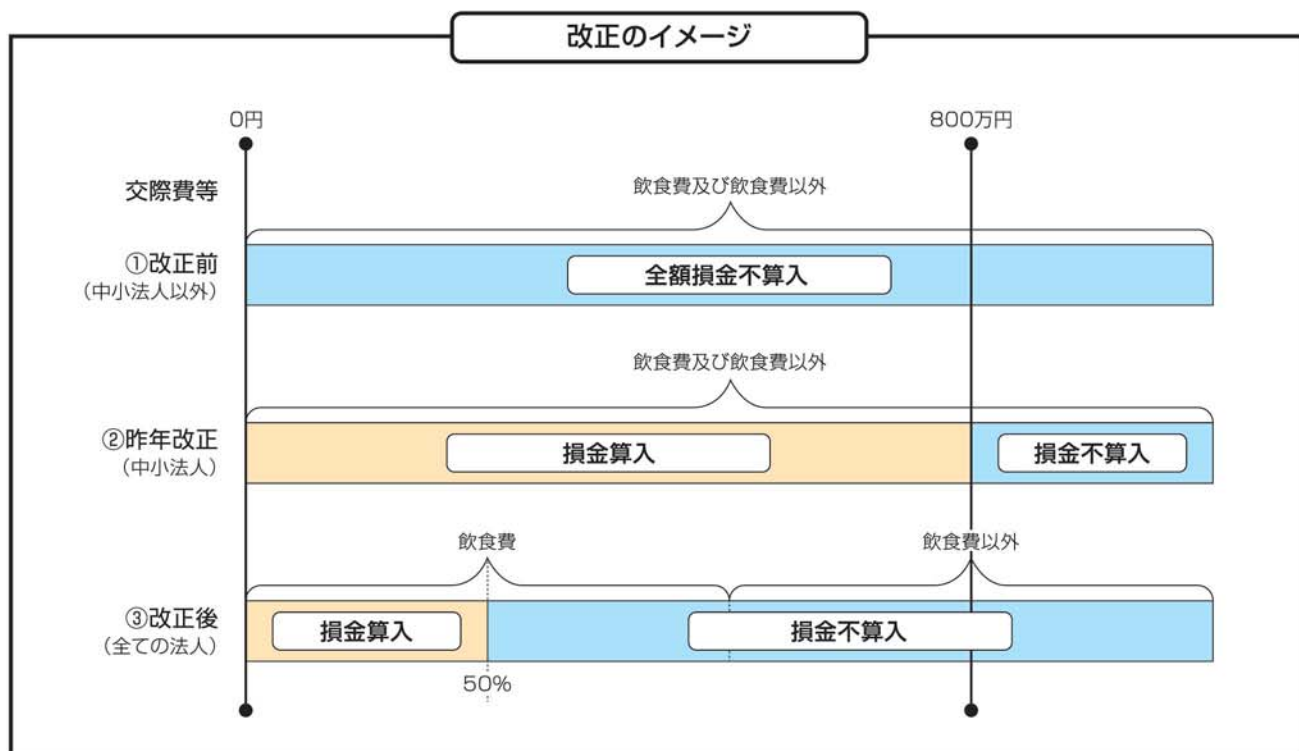 改正のイメージ
0円
800万円
交際費等
飲食費及び飲食費以外
①改正前
(中小法人以外)
全額損金不算入
飲食費及び飲食費以外
②昨年改正
(中小法人)
損金算入
損金不算入
飲食費
飲食費以外
③改正後
(全ての法人)
損金算入
損金不算入
50%